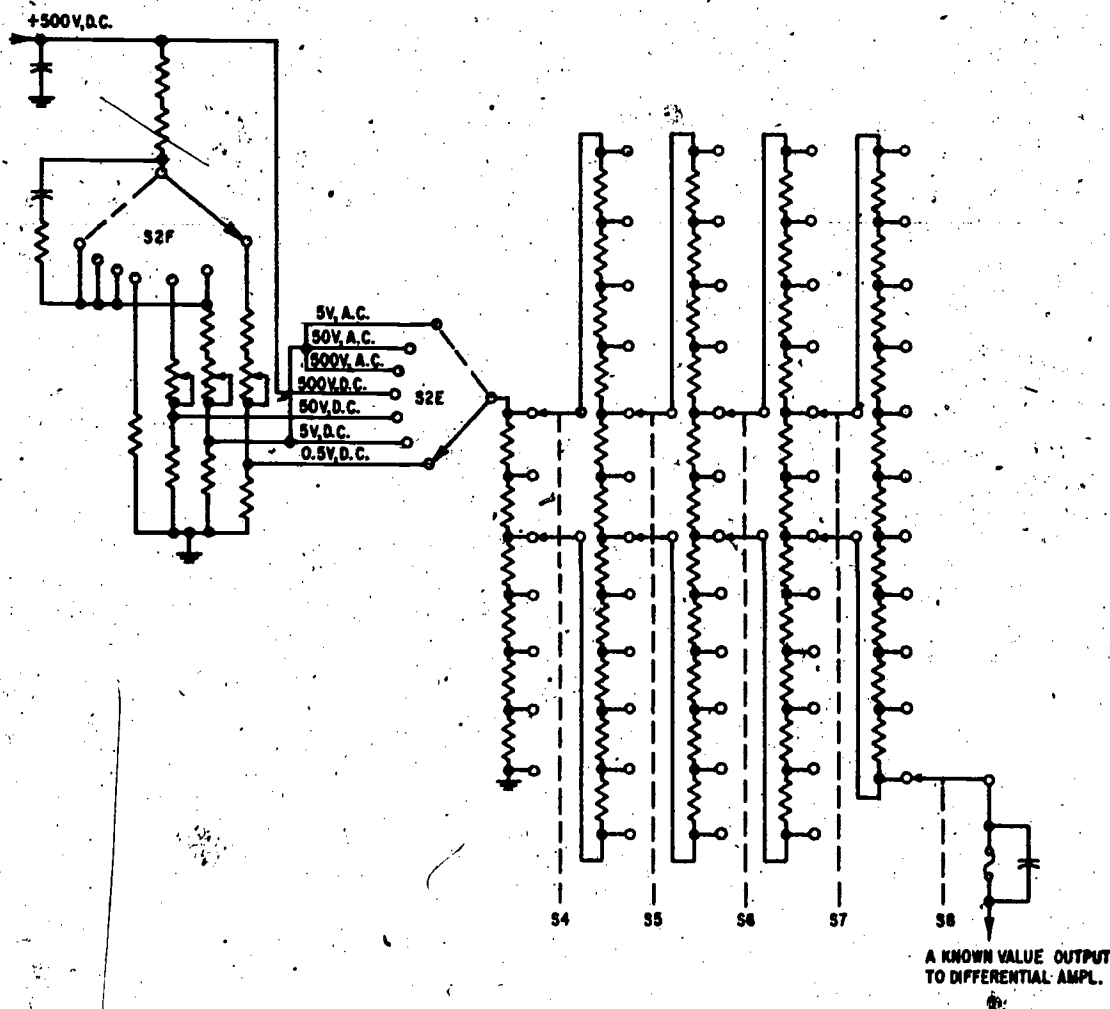 +500V,D.C.
S2F
5V, A.C.
50V, A.C.
500V, A.C.
500V,D.C.
S2E
50V,D.C.
5V,D.C.
0.5V,D.C.
S4
S5
S6
S7
S8
A KNOWN VALUE OUTPUT
TO DIFFERENTIAL AMPL.